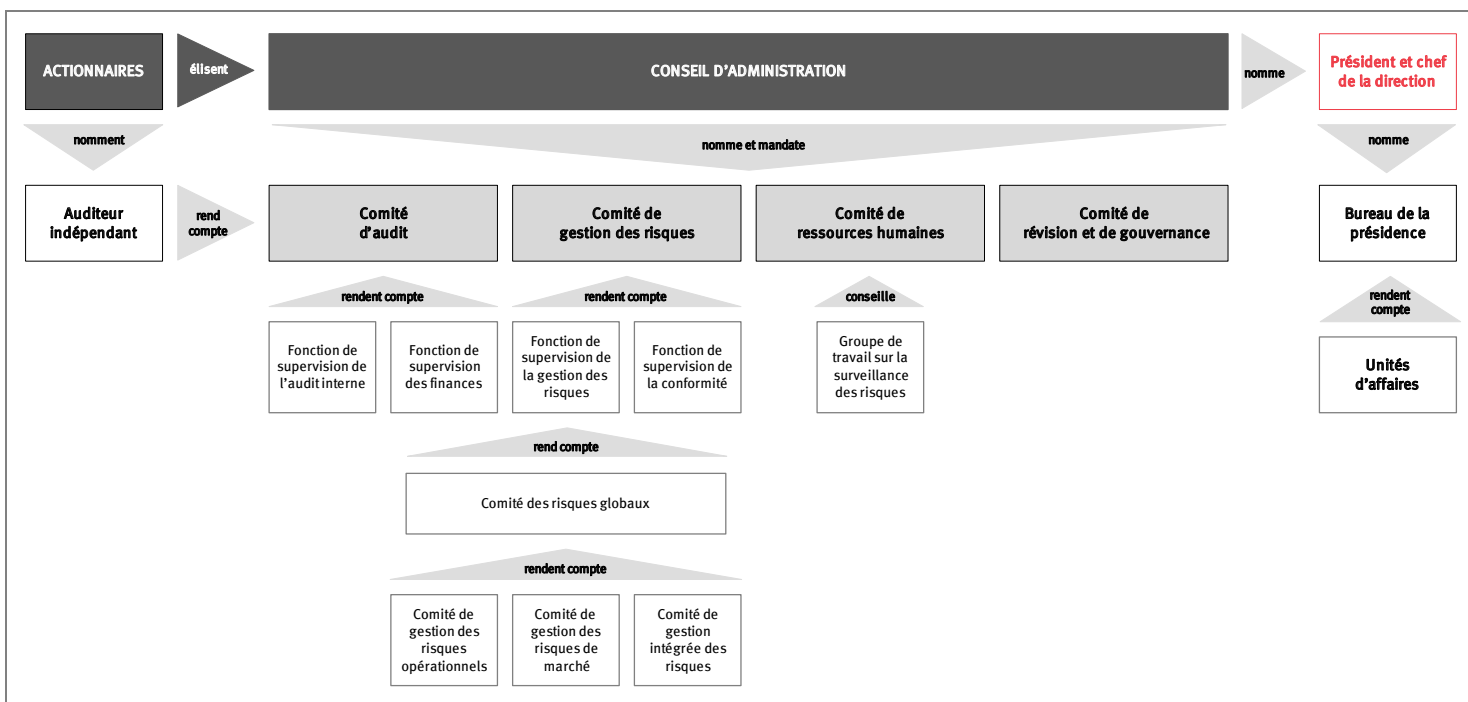 ACTIONNAIRES
élisent
CONSEIL D'ADMINISTRATION
nomme
Président et chef
de la direction
nomment
nomme et mandate
nomme
Auditeur
indépendant
rend
compte
Comité
d'audit
Comité de
gestion des risques
Comité de
ressources humaines
Comité de
révision et de gouvernance
Bureau de la
présidence
rendent compte
rendent compte
conseille
rendent
compte
Fonction de
supervision de
l'audit interne
Fonction de
supervision
des finances
Fonction de
supervision de
la gestion des
risques
Fonction de
supervision de
la conformité
Groupe de
travail sur la
surveillance
des risques
Unités
d'affaires
rend compte
Comité des risques globaux
rendent compte
Comité de
gestion des
risques
opérationnels
Comité de
gestion des
risques de
marché
Comité de
gestion
intégrée des
risques